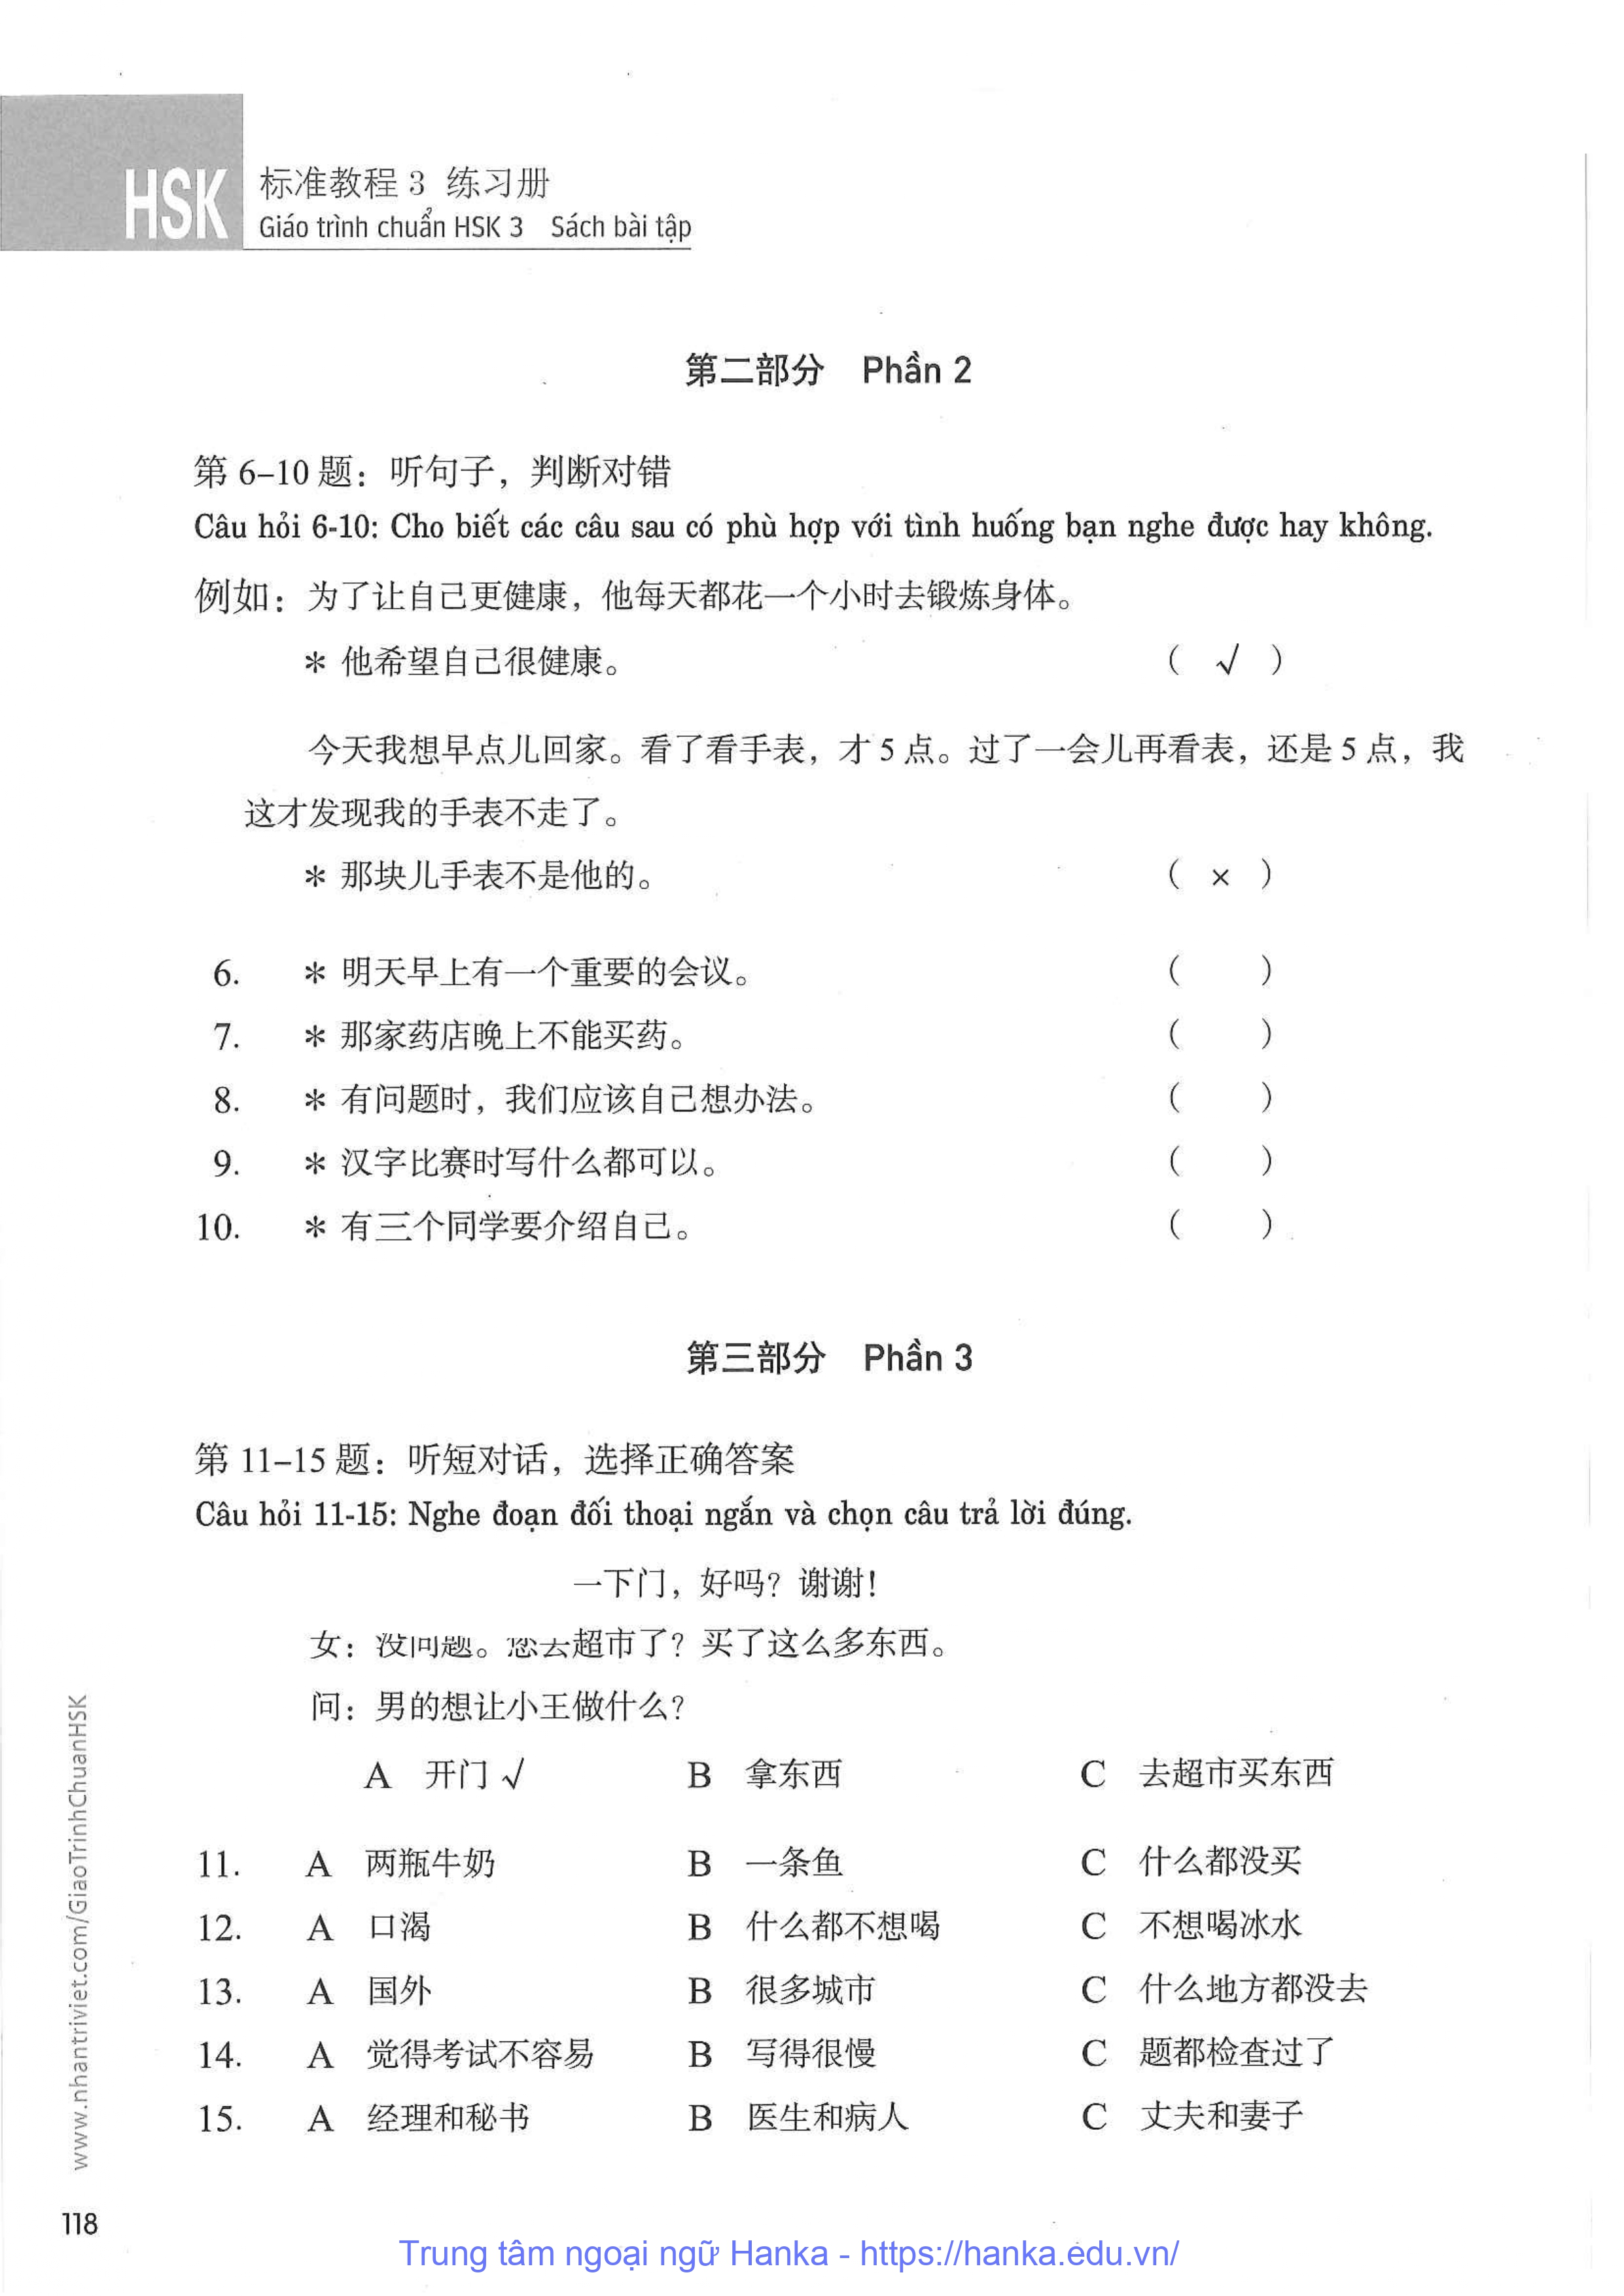 HSK 标准教程 3 练习册
Giáo trình chuẩn HSK 3 Sách bài tập
第二部分 Phần 2
第 6–10 题：听句子，判断对错
Câu hỏi 6-10: Cho biết các câu sau có phù hợp với tình huống bạn nghe được hay không.
例如：为了让自己更健康，他每天都花一个小时去锻炼身体。
＊ 他希望自己很健康。 （ √ ）
今天我想早点儿回家。看了看手表，才 5 点。过了一会儿再看表，还是 5 点，我
这才发现我的手表不走了。
＊ 那块儿手表不是他的。 （ × ）
6. ＊ 明天早上有一个重要的会议。 （ ）
7. ＊ 那家药店晚上不能买药。 （ ）
8. ＊ 有问题时，我们应该自己想办法。 （ ）
9. ＊ 汉字比赛时写什么都可以。 （ ）
10. ＊ 有三个同学要介绍自己。 （ ）
第三部分 Phần 3
第 11–15 题：听短对话，选择正确答案
Câu hỏi 11-15: Nghe đoạn đối thoại ngắn và chọn câu trả lời đúng.
一下门，好吗？谢谢！
女：没问题。您去超市了？买了这么多东西。
问：男的想让小王做什么？
A 开门 √ B 拿东西 C 去超市买东西
11. A 两瓶牛奶 B 一条鱼 C 什么都没买
12. A 口渴 B 什么都不想喝 C 不想喝冰水
13. A 国外 B 很多城市 C 什么地方都没去
14. A 觉得考试不容易 B 写得很慢 C 题都检查过了
15. A 经理和秘书 B 医生和病人 C 丈夫和妻子
www.nhantriviet.com/GiaoTrinhChuanHSK
118
Trung tâm ngoại ngữ Hanka - https://hanka.edu.vn/